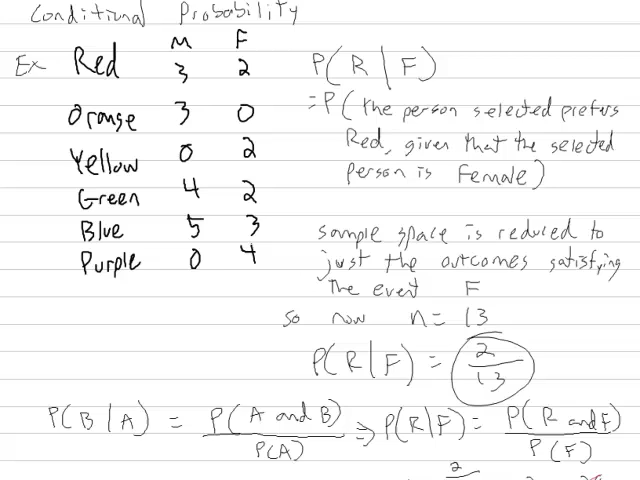 Conditional Probability
M F
Ex Red 3 2
Orange 3 0
Yellow 0 2
Green 4 2
Blue 5 3
Purple 0 4
P(R|F)
=P(The person selected prefers
Red, given that the selected
person is Female)
Sample space is reduced to
just the outcomes satisfying
the event F
so now n=13
P(R|F) = 2/13
P(B|A) = P(A and B)/P(A) ⇒ P(R|F) = P(R and F)/P(F)
2